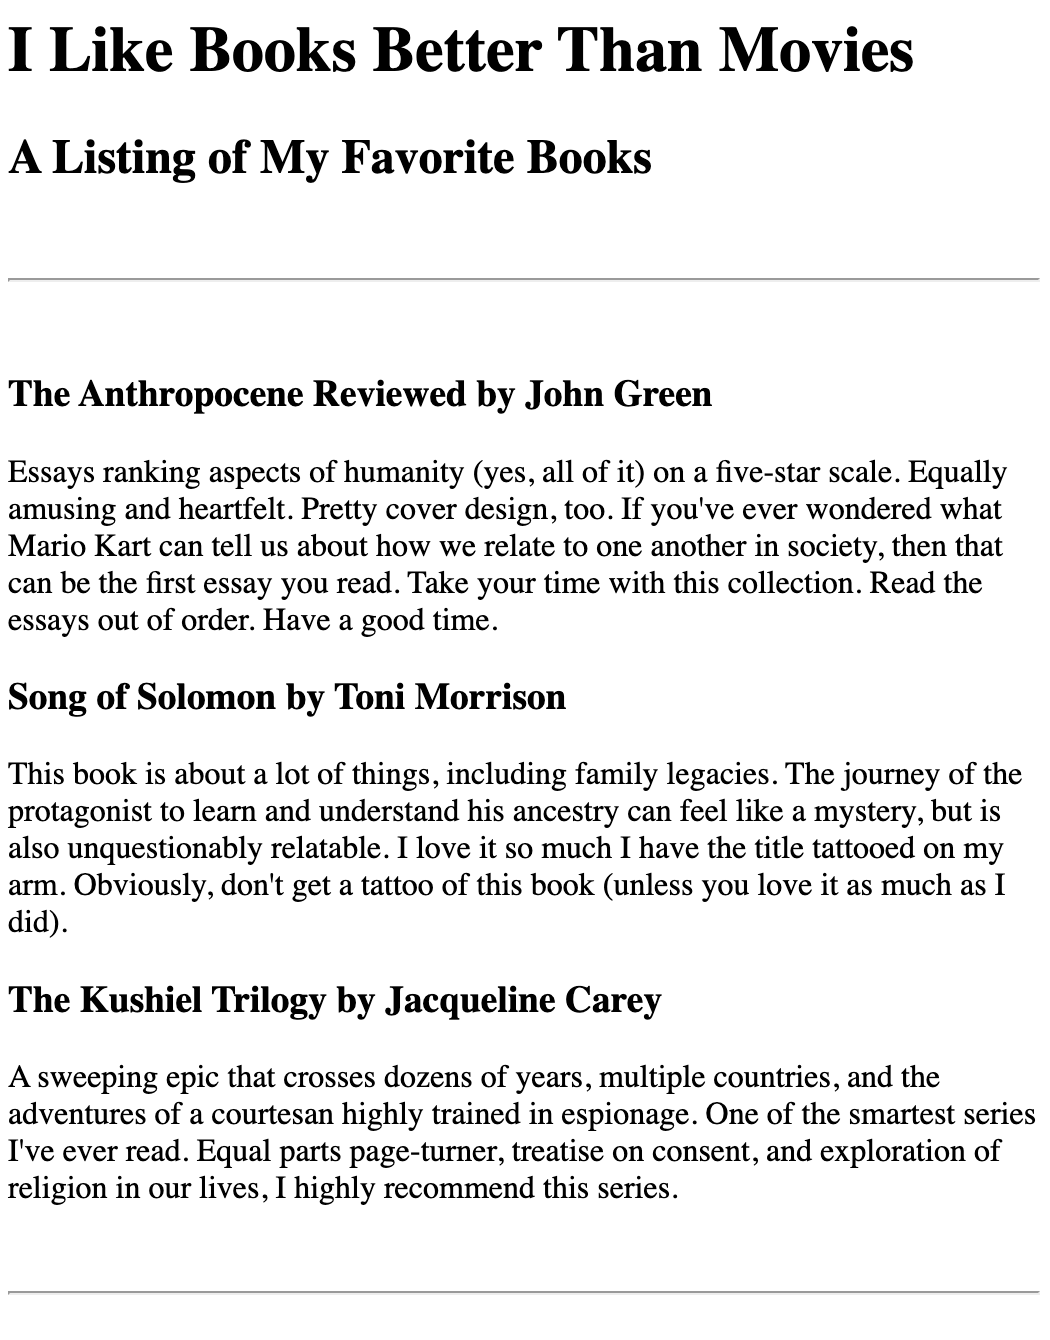 I Like Books Better Than Movies
A Listing of My Favorite Books
The Anthropocene Reviewed by John Green
Essays ranking aspects of humanity (yes, all of it) on a five-star scale. Equally
amusing and heartfelt. Pretty cover design, too. If you've ever wondered what
Mario Kart can tell us about how we relate to one another in society, then that
can be the first essay you read. Take your time with this collection. Read the
essays out of order. Have a good time.
Song of Solomon by Toni Morrison
This book is about a lot of things, including family legacies. The journey of the
protagonist to learn and understand his ancestry can feel like a mystery, but is
also unquestionably relatable. I love it so much I have the title tattooed on my
arm. Obviously, don't get a tattoo of this book (unless you love it as much as I
did).
The Kushiel Trilogy by Jacqueline Carey
A sweeping epic that crosses dozens of years, multiple countries, and the
adventures of a courtesan highly trained in espionage. One of the smartest series
I've ever read. Equal parts page-turner, treatise on consent, and exploration of
religion in our lives, I highly recommend this series.